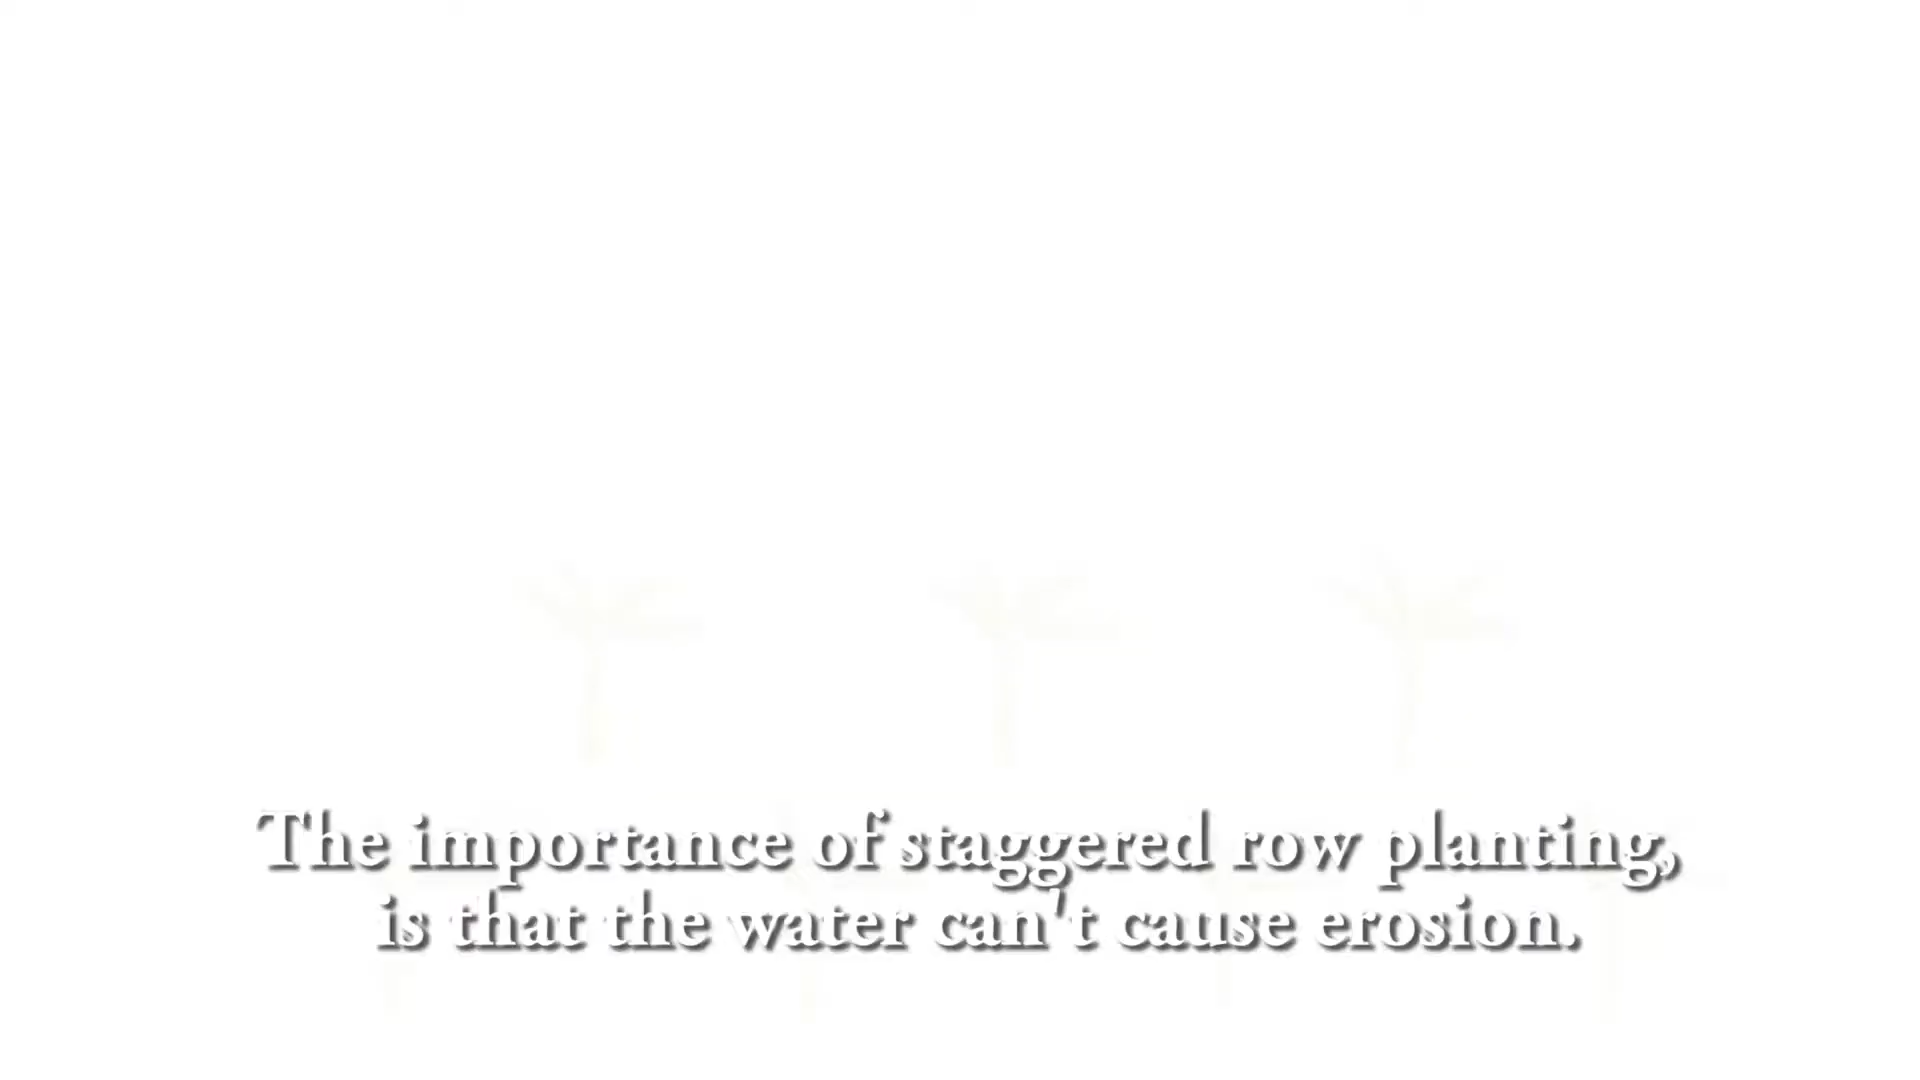 The importance of staggered row planting,
is that the water can't cause erosion.